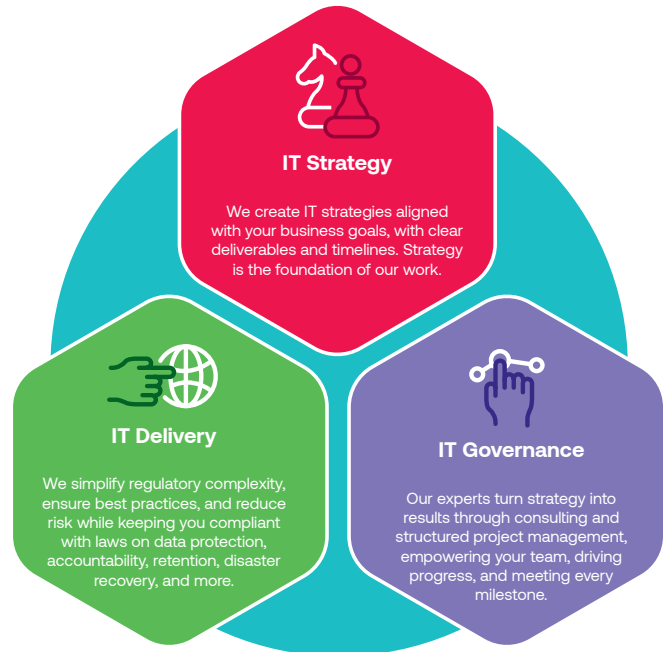 IT Strategy
We create IT strategies aligned
with your business goals, with clear
deliverables and timelines. Strategy
is the foundation of our work.
IT Delivery
We simplify regulatory complexity,
ensure best practices, and reduce
risk while keeping you compliant
with laws on data protection,
accountability, retention, disaster
recovery, and more.
IT Governance
Our experts turn strategy into
results through consulting and
structured project management,
empowering your team, driving
progress, and meeting every
milestone.